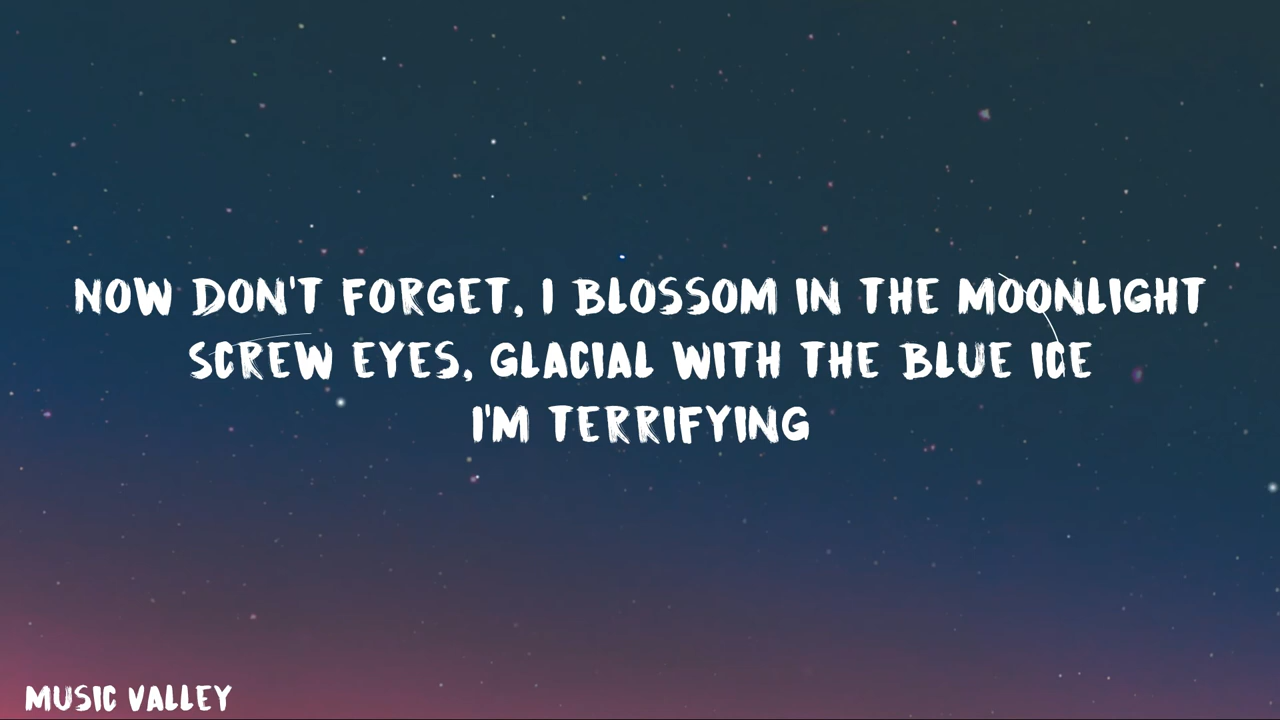 NOW DON'T FORGET, I BLOSSOM IN THE MOONLIGHT
SCREW EYES, GLACIAL WITH THE BLUE ICE
I'M TERRIFYING
MUSIC VALLEY